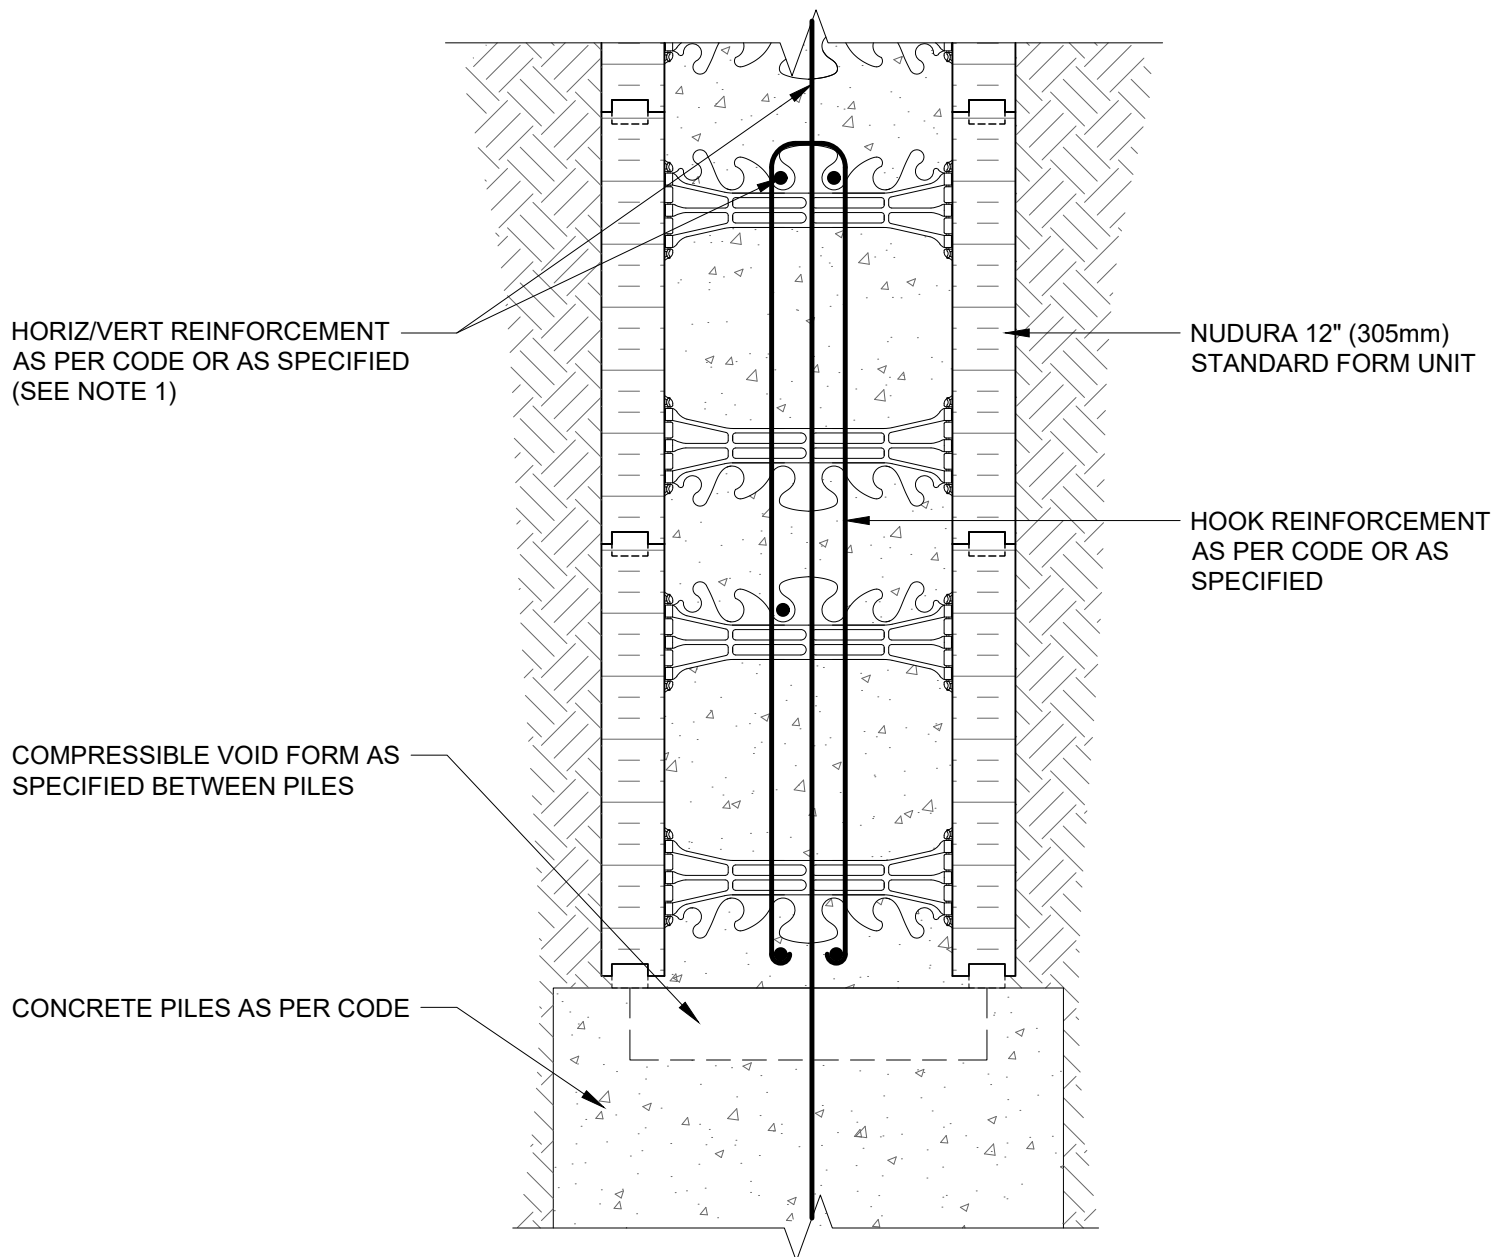 HORIZ/VERT REINFORCEMENT
AS PER CODE OR AS SPECIFIED
(SEE NOTE 1)
NUDURA 12" (305mm)
STANDARD FORM UNIT
HOOK REINFORCEMENT
AS PER CODE OR AS
SPECIFIED
COMPRESSIBLE VOID FORM AS
SPECIFIED BETWEEN PILES
CONCRETE PILES AS PER CODE